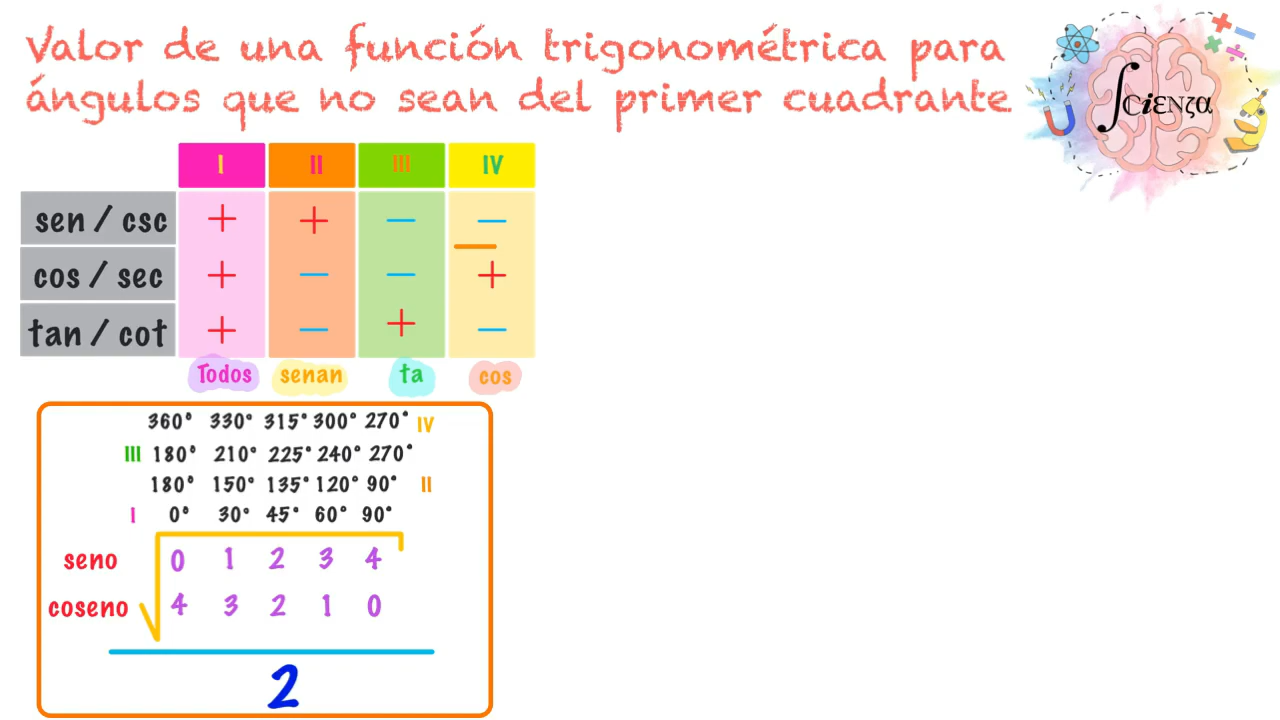 Valor de una función trigonométrica para
ángulos que no sean del primer cuadrante
∫CiENζα
I II III IV
sen / csc + + − −
cos / sec + − − +
tan / cot + − + −
Todos senan ta cos
360° 330° 315° 300° 270° IV
III 180° 210° 225° 240° 270°
180° 150° 135° 120° 90° II
I 0° 30° 45° 60° 90°
seno 0 1 2 3 4
coseno √ 4 3 2 1 0
2